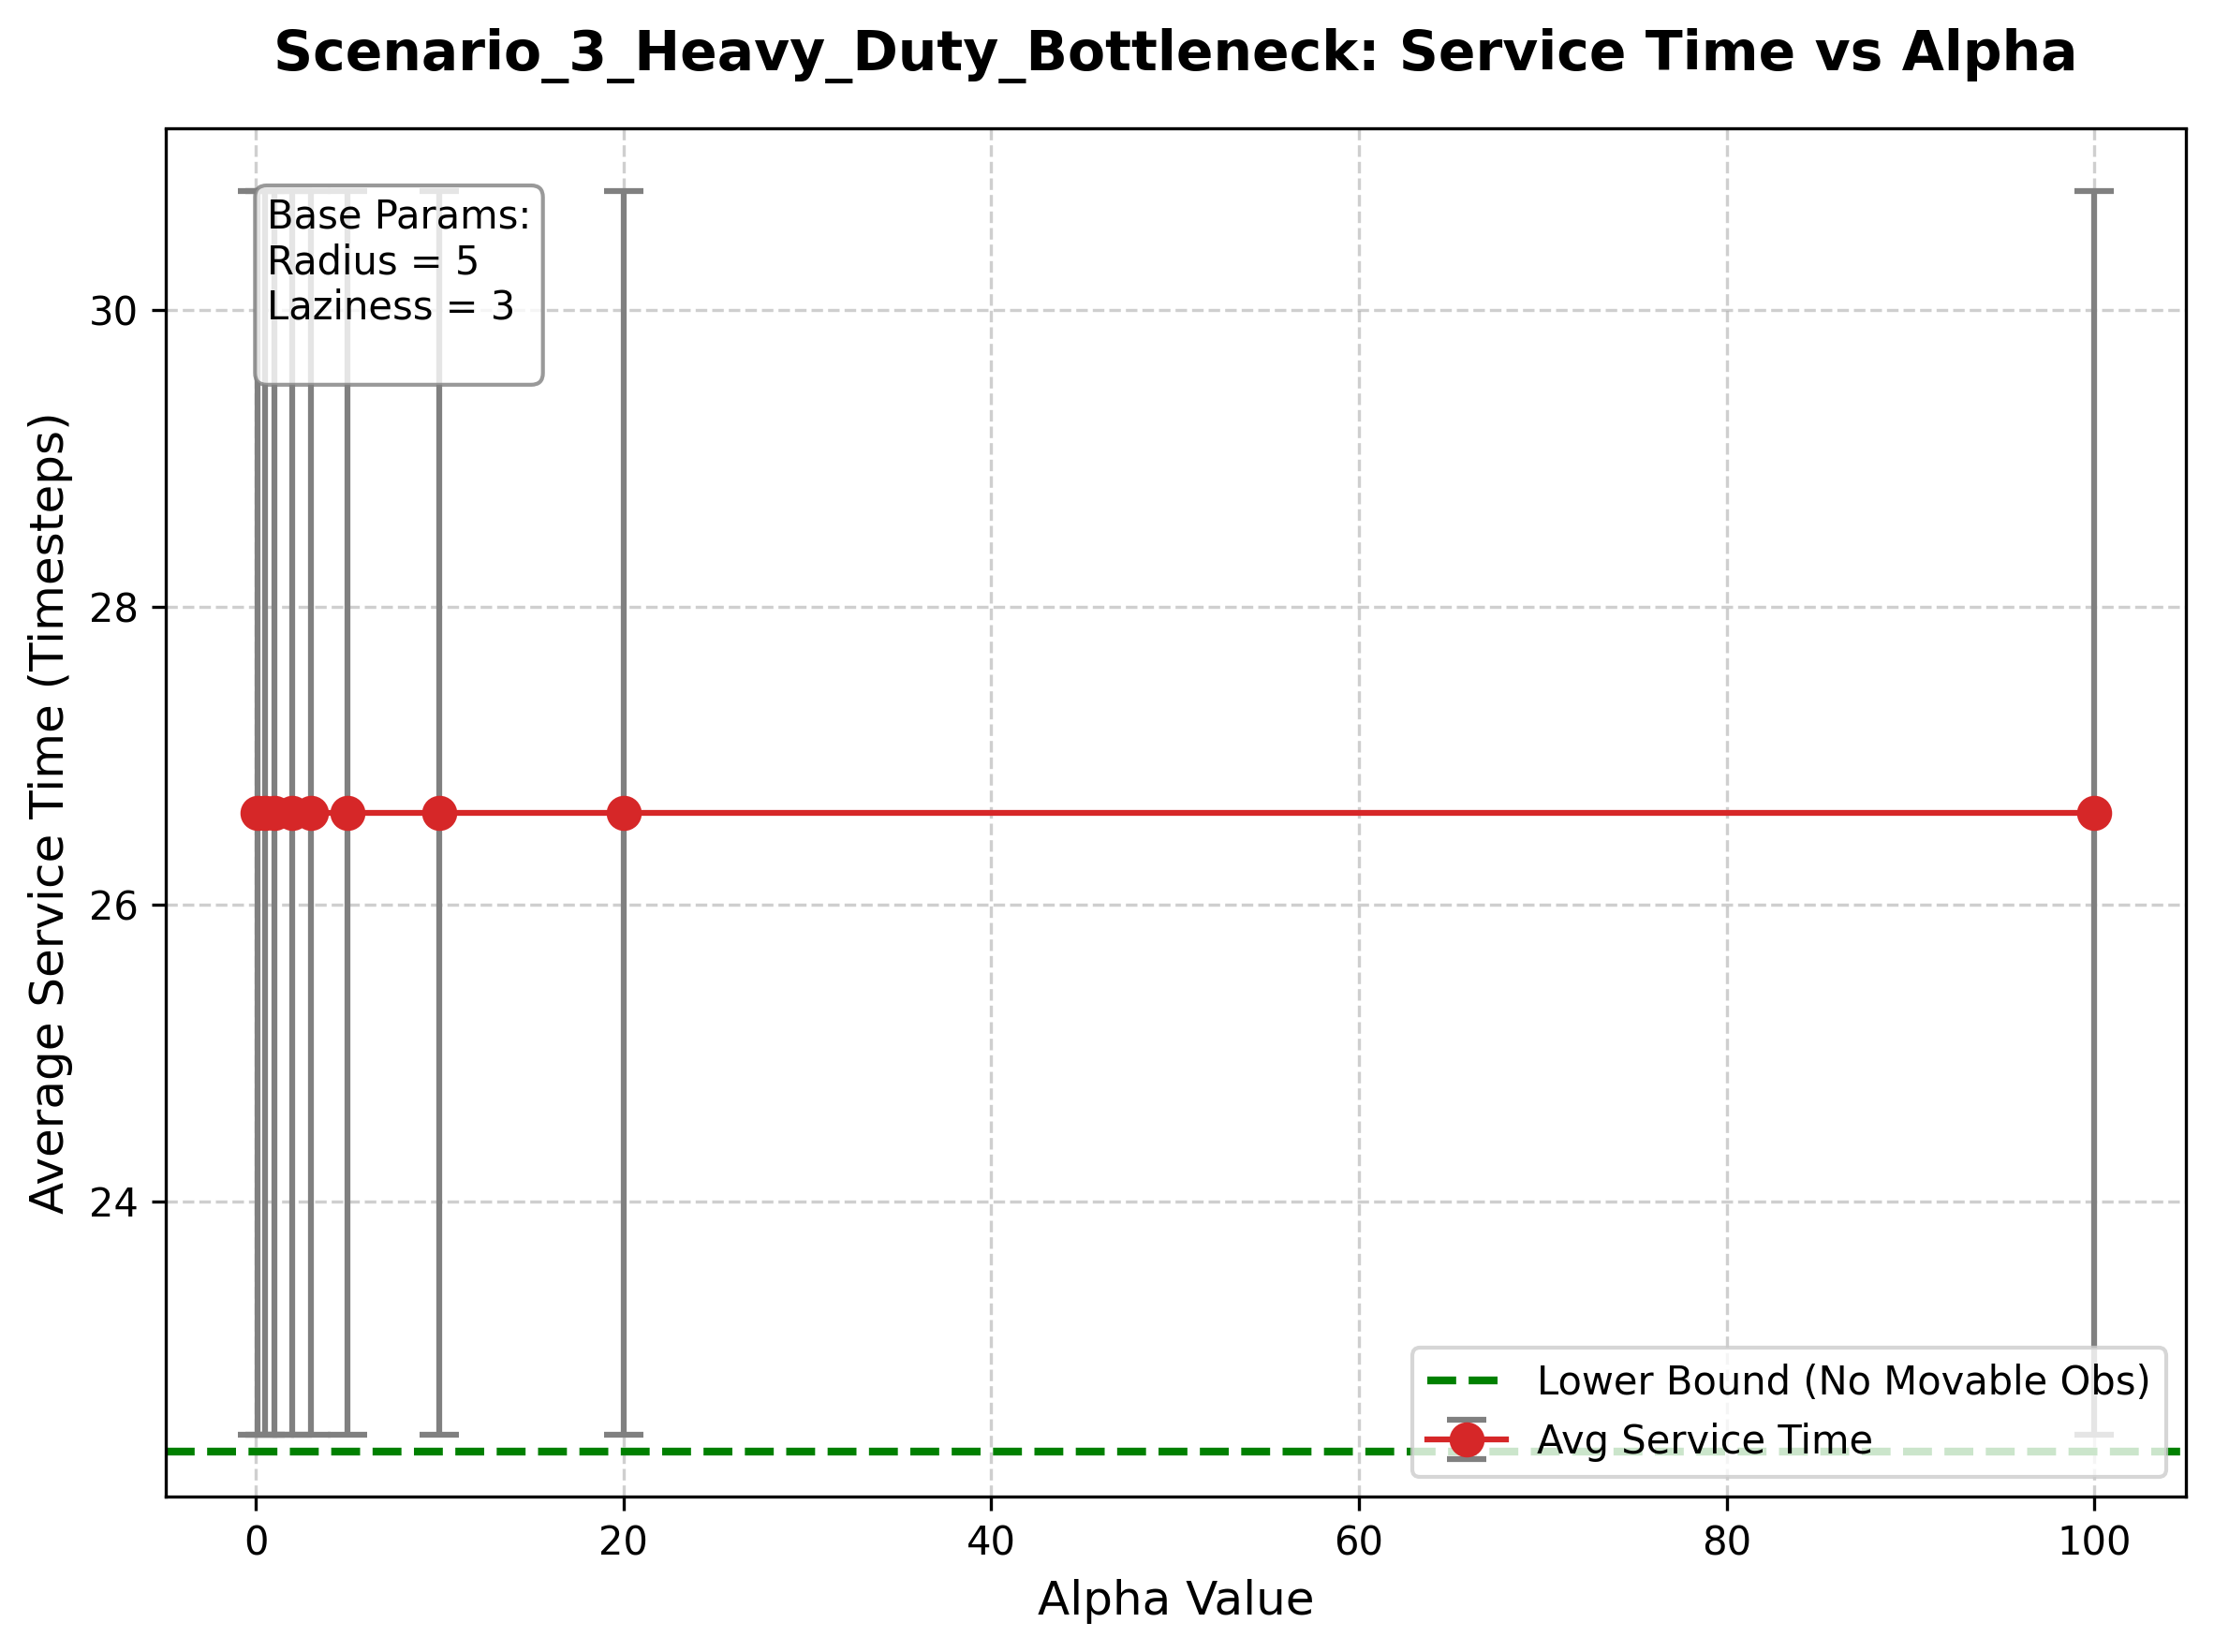 Scenario_3_Heavy_Duty_Bottleneck: Service Time vs Alpha
Base Params:
Radius = 5
Laziness = 3
Average Service Time (Timesteps)
30
28
26
24
Lower Bound (No Movable Obs)
Avg Service Time
0 20 40 60 80 100
Alpha Value